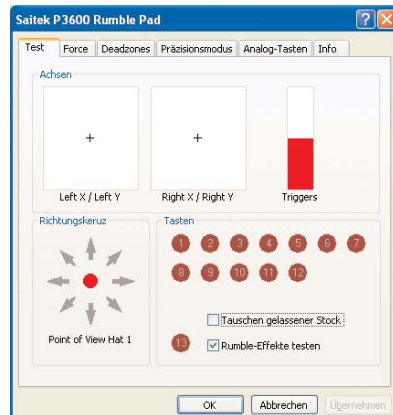 Saitek P3600 Rumble Pad
Test Force Deadzones Präzisionsmodus Analog-Tasten Info
Achsen
Left X / Left Y Right X / Right Y Triggers
Richtungskeruz
Point of View Hat 1
Tasten
1 2 3 4 5 6 7
8 9 10 11 12
Tauschen gelassener Stock
13 Rumble-Effekte testen
OK Abbrechen Übernehmen